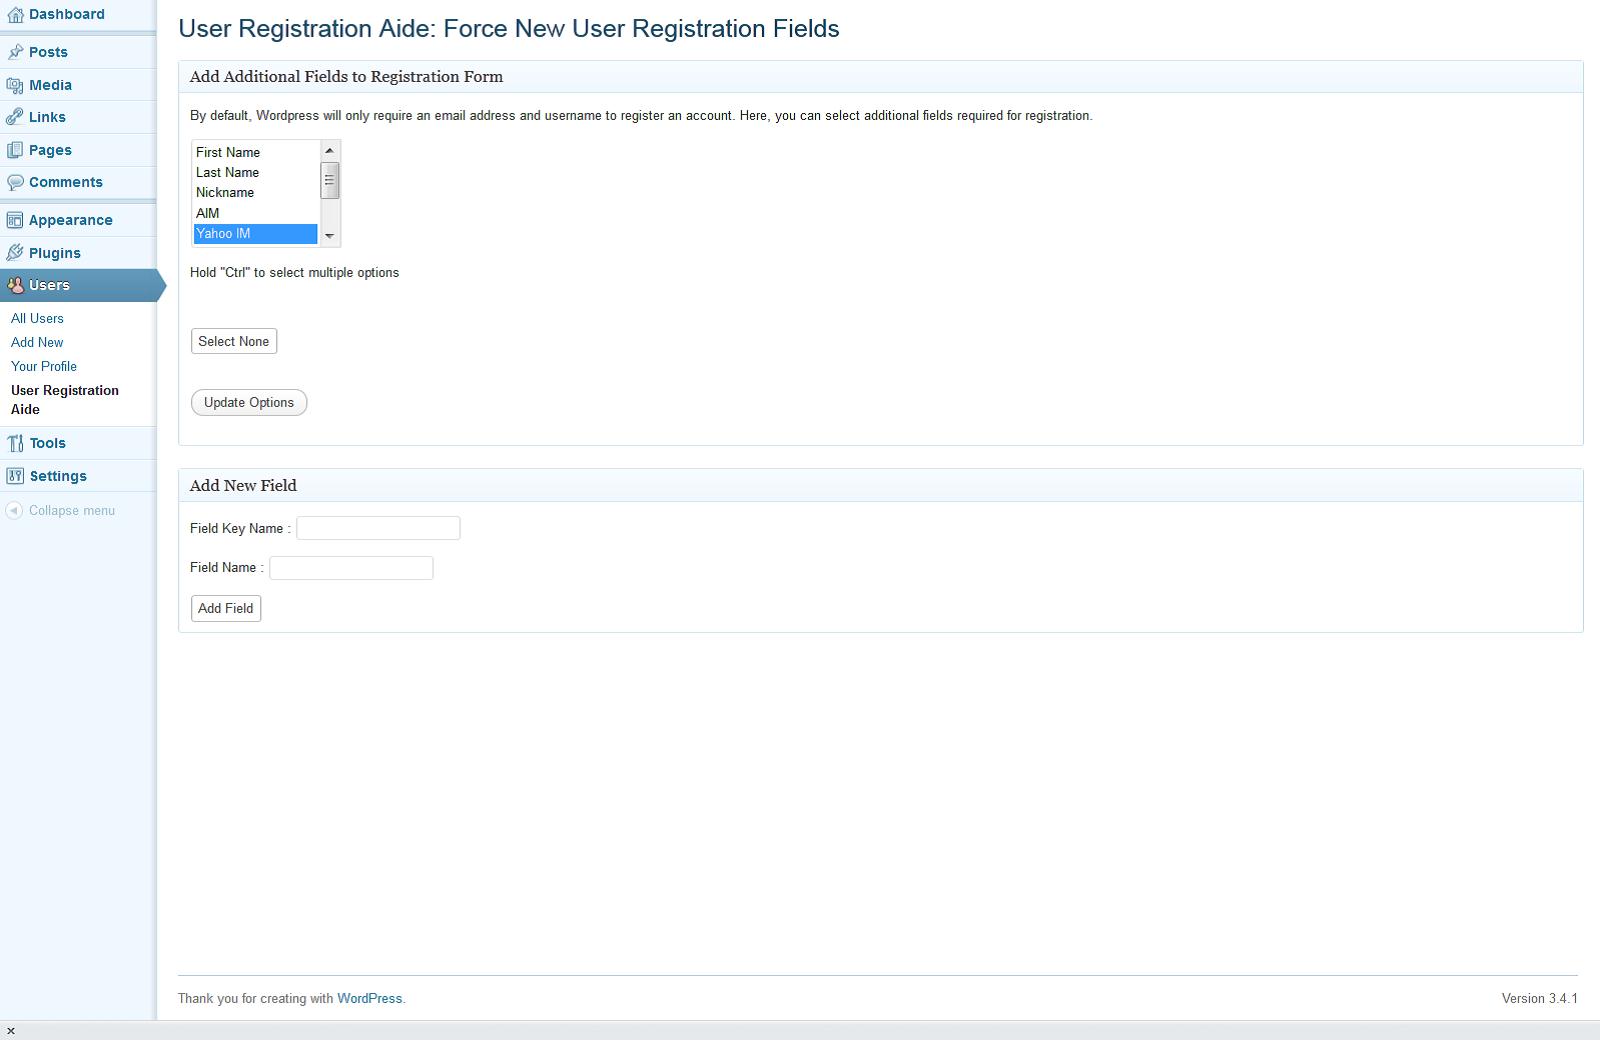 Dashboard
Posts
Media
Links
Pages
Comments
Appearance
Plugins
Users
All Users
Add New
Your Profile
User Registration
Aide
Tools
Settings
Collapse menu
User Registration Aide: Force New User Registration Fields
Add Additional Fields to Registration Form
By default, Wordpress will only require an email address and username to register an account. Here, you can select additional fields required for registration.
First Name
Last Name
Nickname
AIM
Yahoo IM
Hold "Ctrl" to select multiple options
Select None
Update Options
Add New Field
Field Key Name :
Field Name :
Add Field
Thank you for creating with WordPress.
Version 3.4.1
x